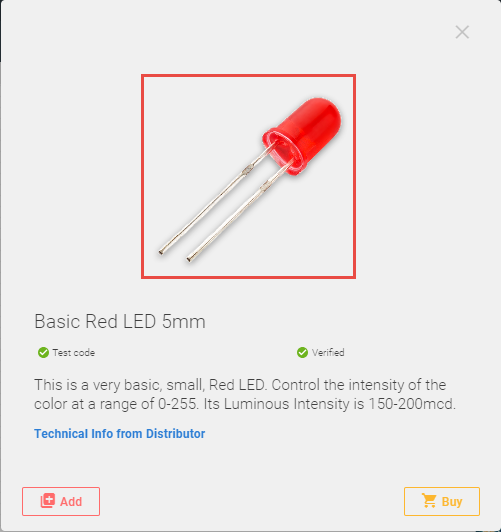 Basic Red LED 5mm
Test code
Verified
This is a very basic, small, Red LED. Control the intensity of the
color at a range of 0-255. Its Luminous Intensity is 150-200mcd.
Technical Info from Distributor
Add
Buy